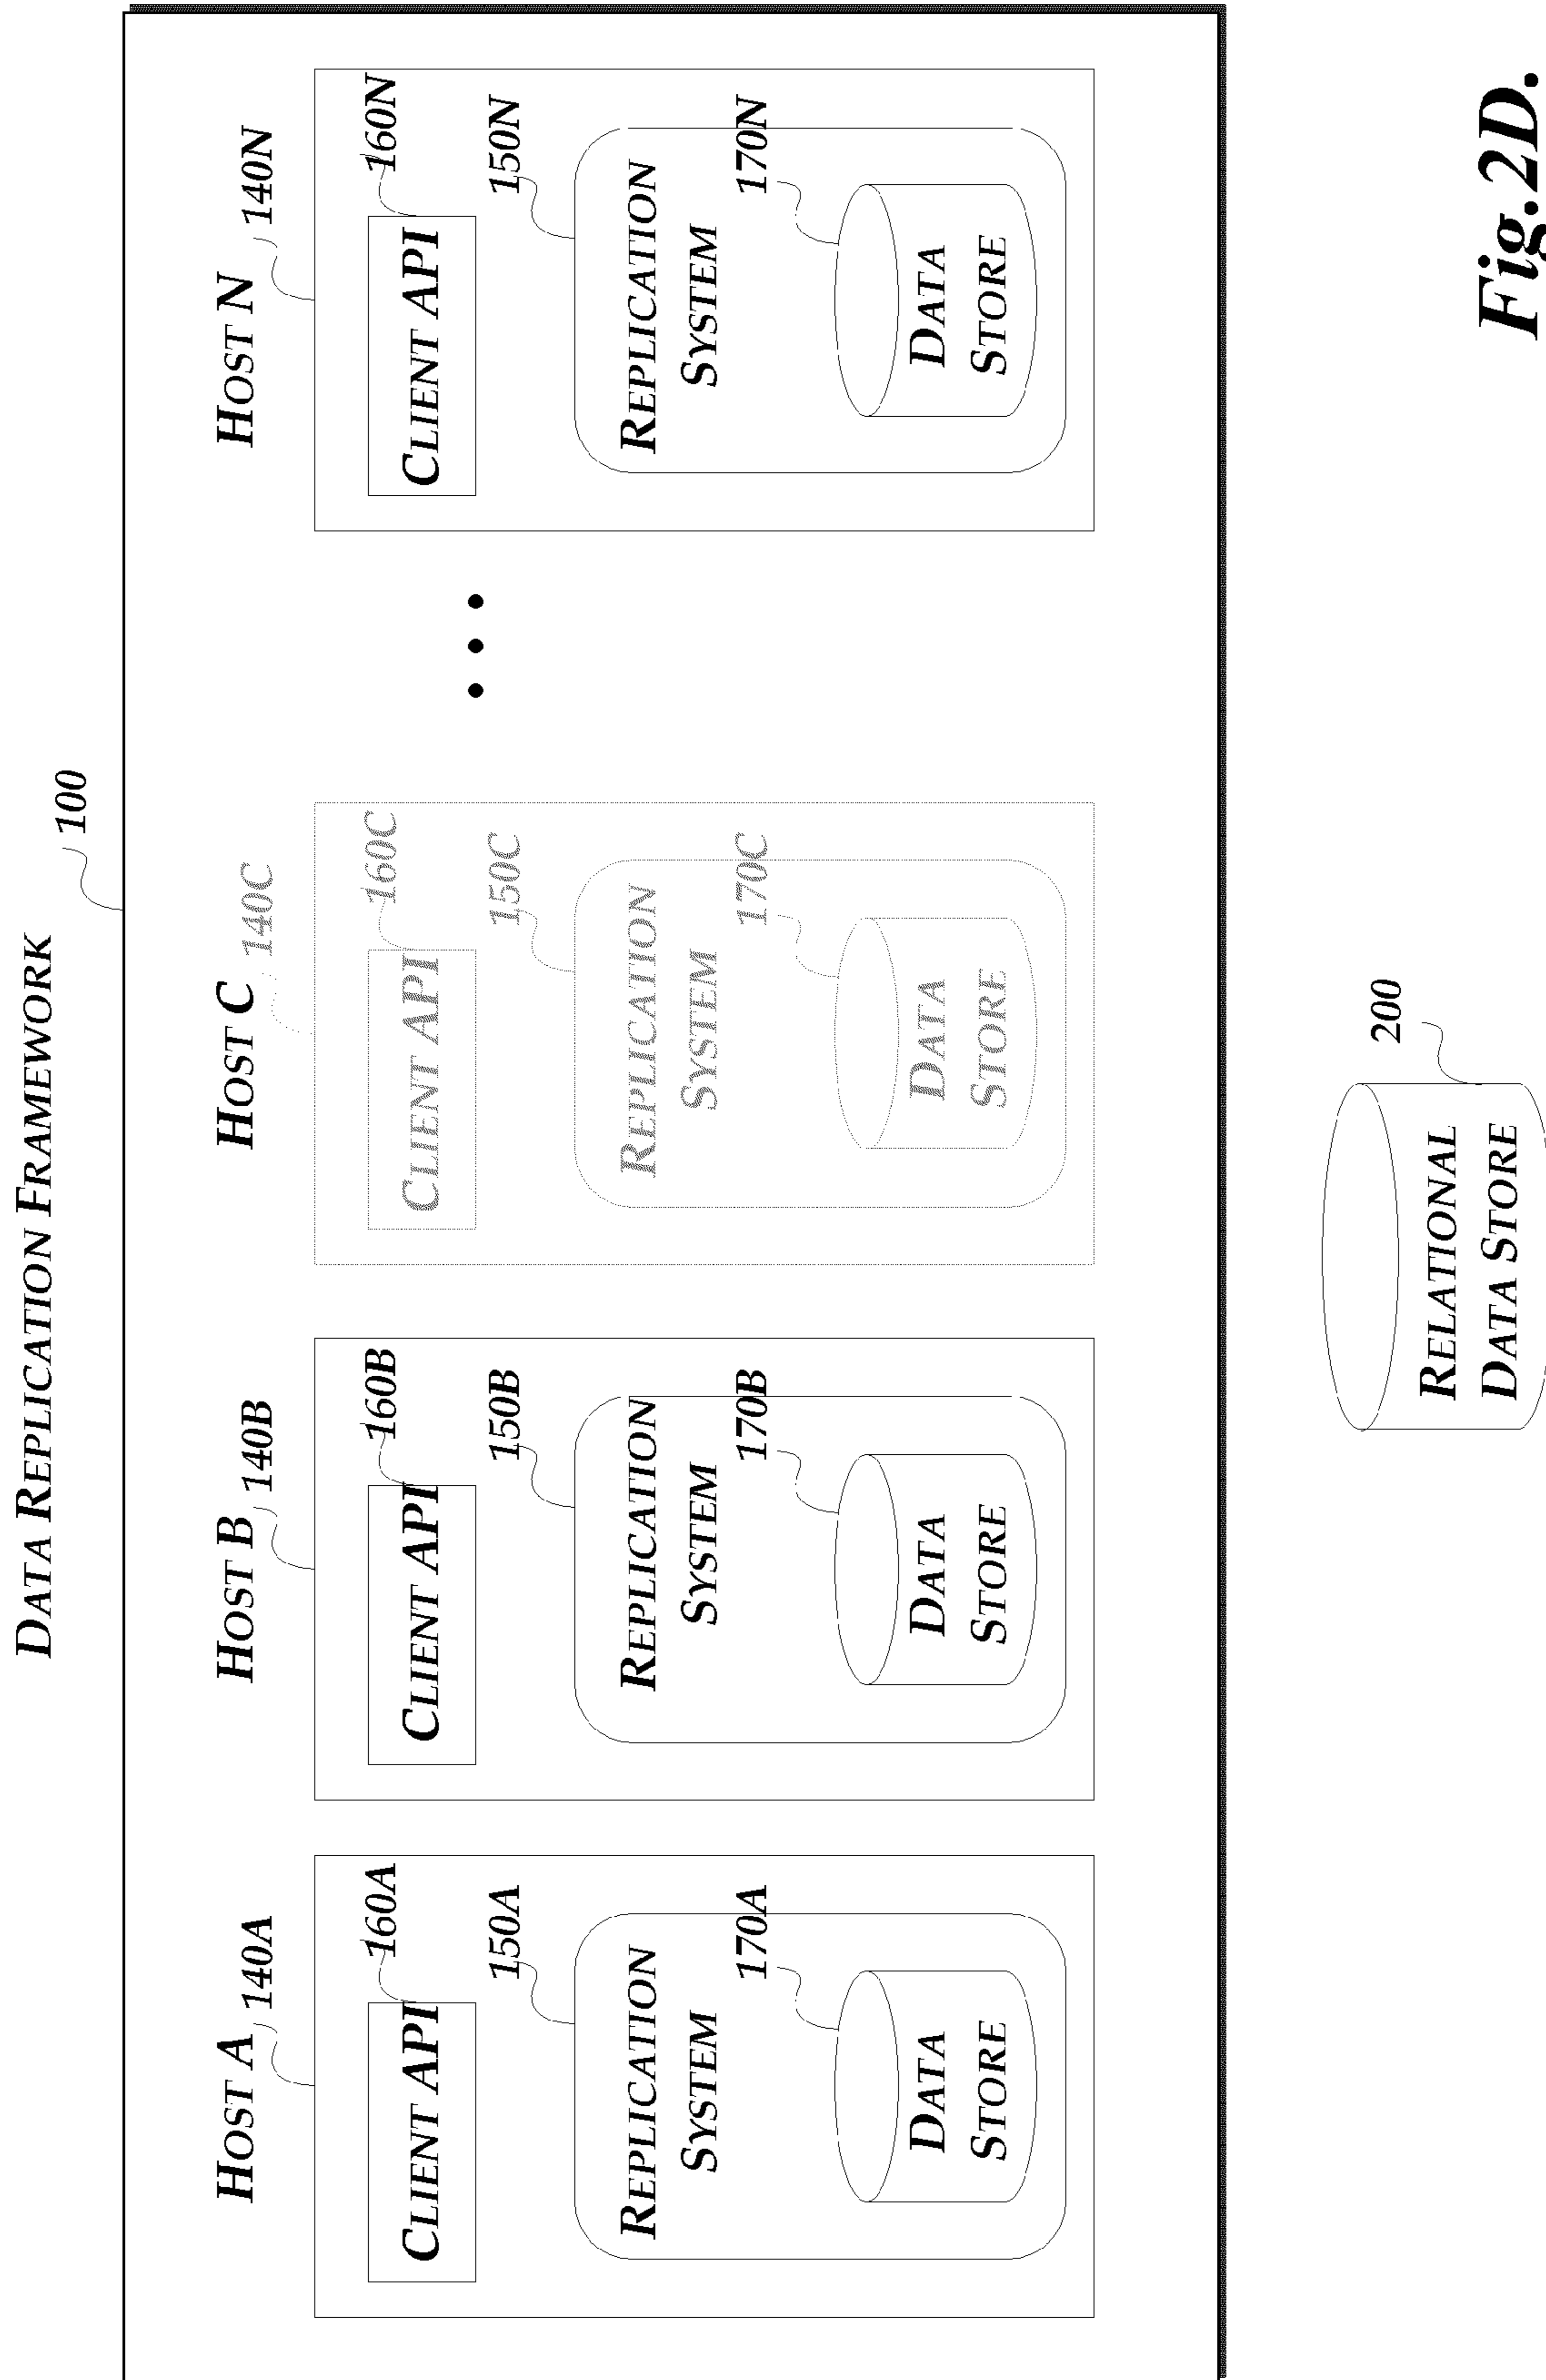 DATA REPLICATION FRAMEWORK
100
HOST A
140A
160A
CLIENT API
150A
REPLICATION
SYSTEM
170A
DATA
STORE
HOST B
140B
160B
CLIENT API
150B
REPLICATION
SYSTEM
170B
DATA
STORE
HOST C
140C
160C
CLIENT API
150C
REPLICATION
SYSTEM
170C
DATA
STORE
HOST N
140N
160N
CLIENT API
150N
REPLICATION
SYSTEM
170N
DATA
STORE
200
RELATIONAL
DATA STORE
Fig.2D.